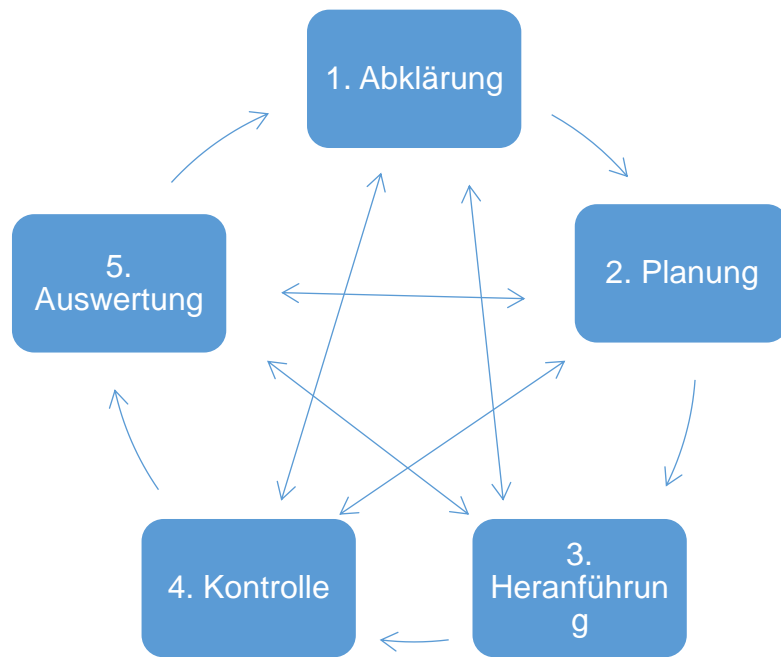 1. Abklärung
2. Planung
3.
Heranführun
g
4. Kontrolle
5.
Auswertung